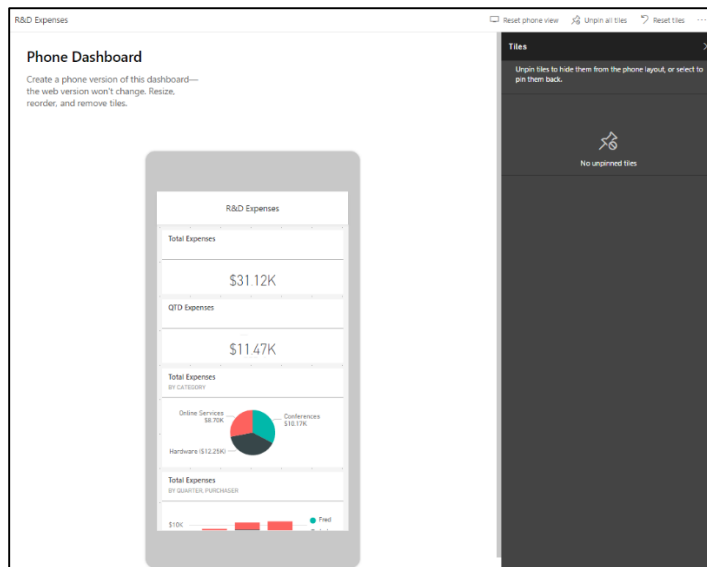 R&D Expenses
Reset phone view
Unpin all tiles
Reset tiles
Phone Dashboard
Create a phone version of this dashboard—
the web version won't change. Resize,
reorder, and remove tiles.
Tiles
Unpin tiles to hide them from the phone layout, or select to
pin them back.
No unpinned tiles
R&D Expenses
Total Expenses
$31.12K
QTD Expenses
$11.47K
Total Expenses
BY CATEGORY
Online Services
$8.70K
Conferences
$10.17K
Hardware ($12.25K)
Total Expenses
BY QUARTER, PURCHASER
$10K
Fred